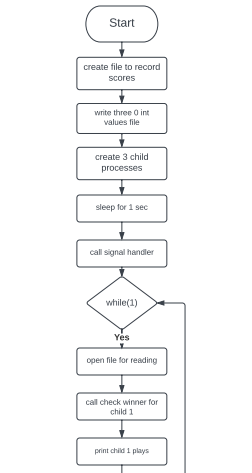 Start
create file to record
scores
write three 0 int
values file
create 3 child
processes
sleep for 1 sec
call signal handler
while(1)
Yes
open file for reading
call check winner for
child 1
print child 1 plays